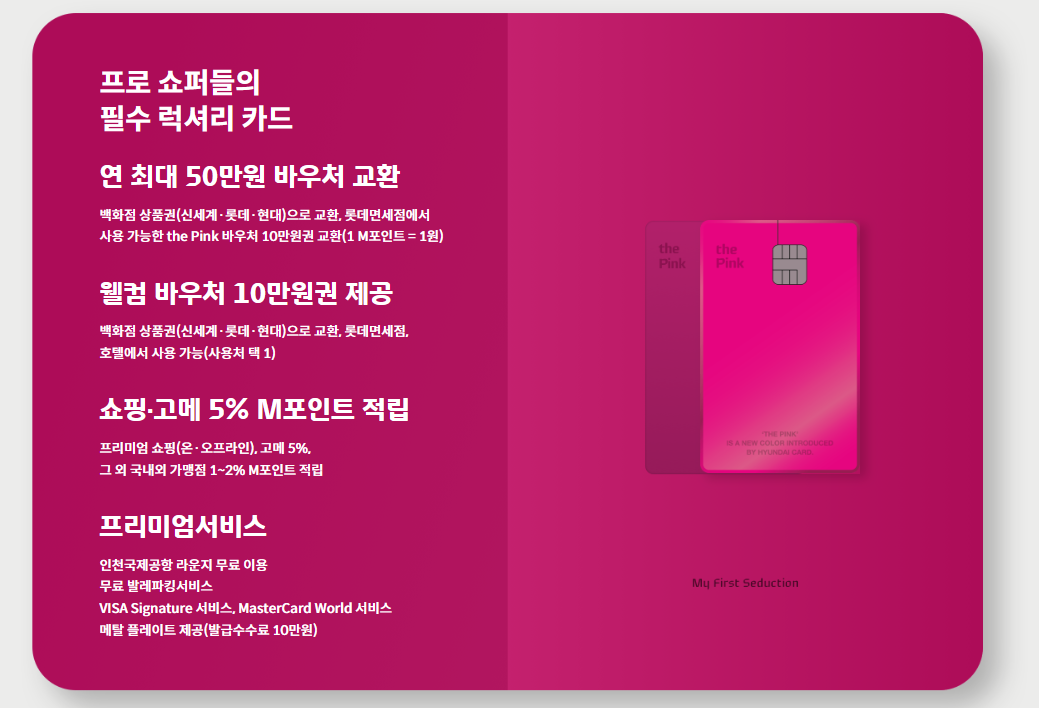 프로 쇼퍼들의
필수 럭셔리 카드
연 최대 50만원 바우처 교환
백화점 상품권(신세계·롯데·현대)으로 교환, 롯데면세점에서
사용 가능한 the Pink 바우처 10만원권 교환(1 M포인트 = 1원)
웰컴 바우처 10만원권 제공
백화점 상품권(신세계·롯데·현대)으로 교환, 롯데면세점,
호텔에서 사용 가능(사용처 택 1)
쇼핑·고메 5% M포인트 적립
프리미엄 쇼핑(온·오프라인), 고메 5%,
그 외 국내외 가맹점 1~2% M포인트 적립
프리미엄서비스
인천국제공항 라운지 무료 이용
무료 발레파킹서비스
VISA Signature 서비스, MasterCard World 서비스
메탈 플레이트 제공(발급수수료 10만원)
the
Pink
the
Pink
'THE PINK'
IS A NEW COLOR INTRODUCED
BY HYUNDAI CARD.
My First Seduction